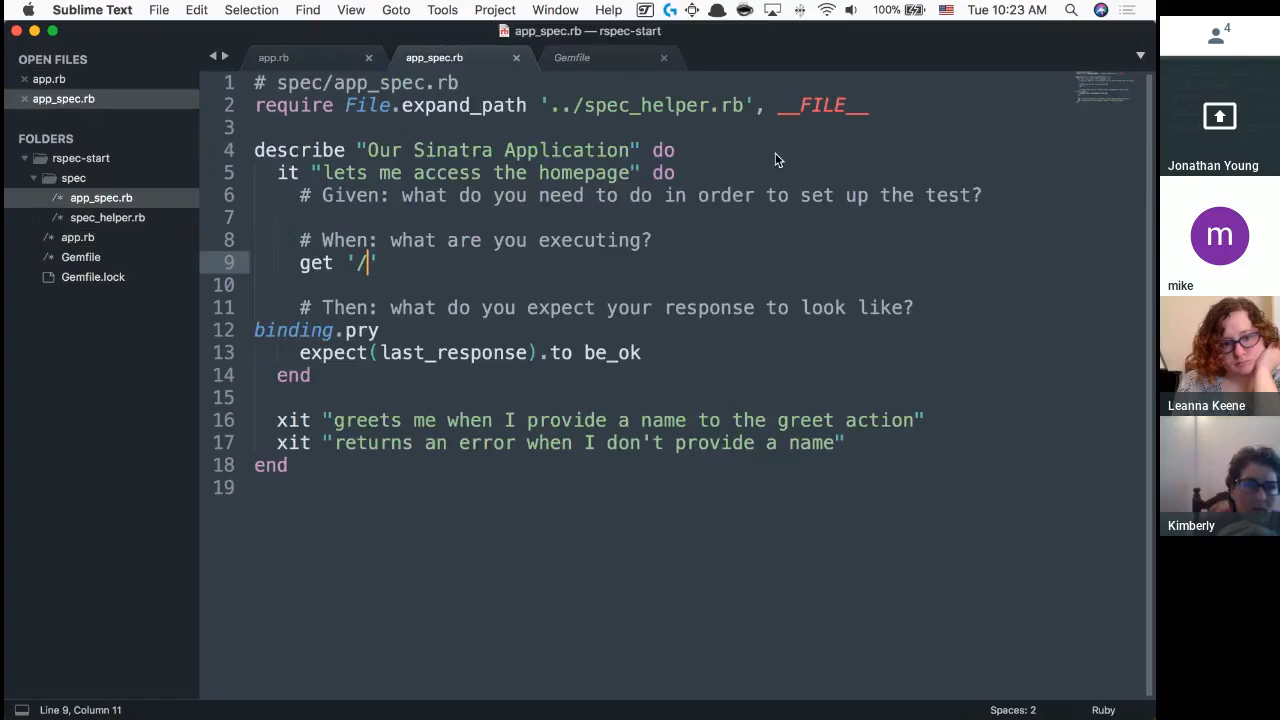 Sublime Text File Edit Selection Find View Goto Tools Project Window Help 100% Tue 10:23 AM
app_spec.rb — rspec-start
OPEN FILES
app.rb
app_spec.rb
FOLDERS
rspec-start
spec
app_spec.rb
spec_helper.rb
app.rb
Gemfile
Gemfile.lock
app.rb app_spec.rb Gemfile
1 # spec/app_spec.rb
2 require File.expand_path '../spec_helper.rb', __FILE__
3
4 describe "Our Sinatra Application" do
5 it "lets me access the homepage" do
6 # Given: what do you need to do in order to set up the test?
7
8 # When: what are you executing?
9 get '/'
10
11 # Then: what do you expect your response to look like?
12 binding.pry
13 expect(last_response).to be_ok
14 end
15
16 xit "greets me when I provide a name to the greet action"
17 xit "returns an error when I don't provide a name"
18 end
19
Line 9, Column 11 Spaces: 2 Ruby
4
Jonathan Young
m
mike
Leanna Keene
Kimberly